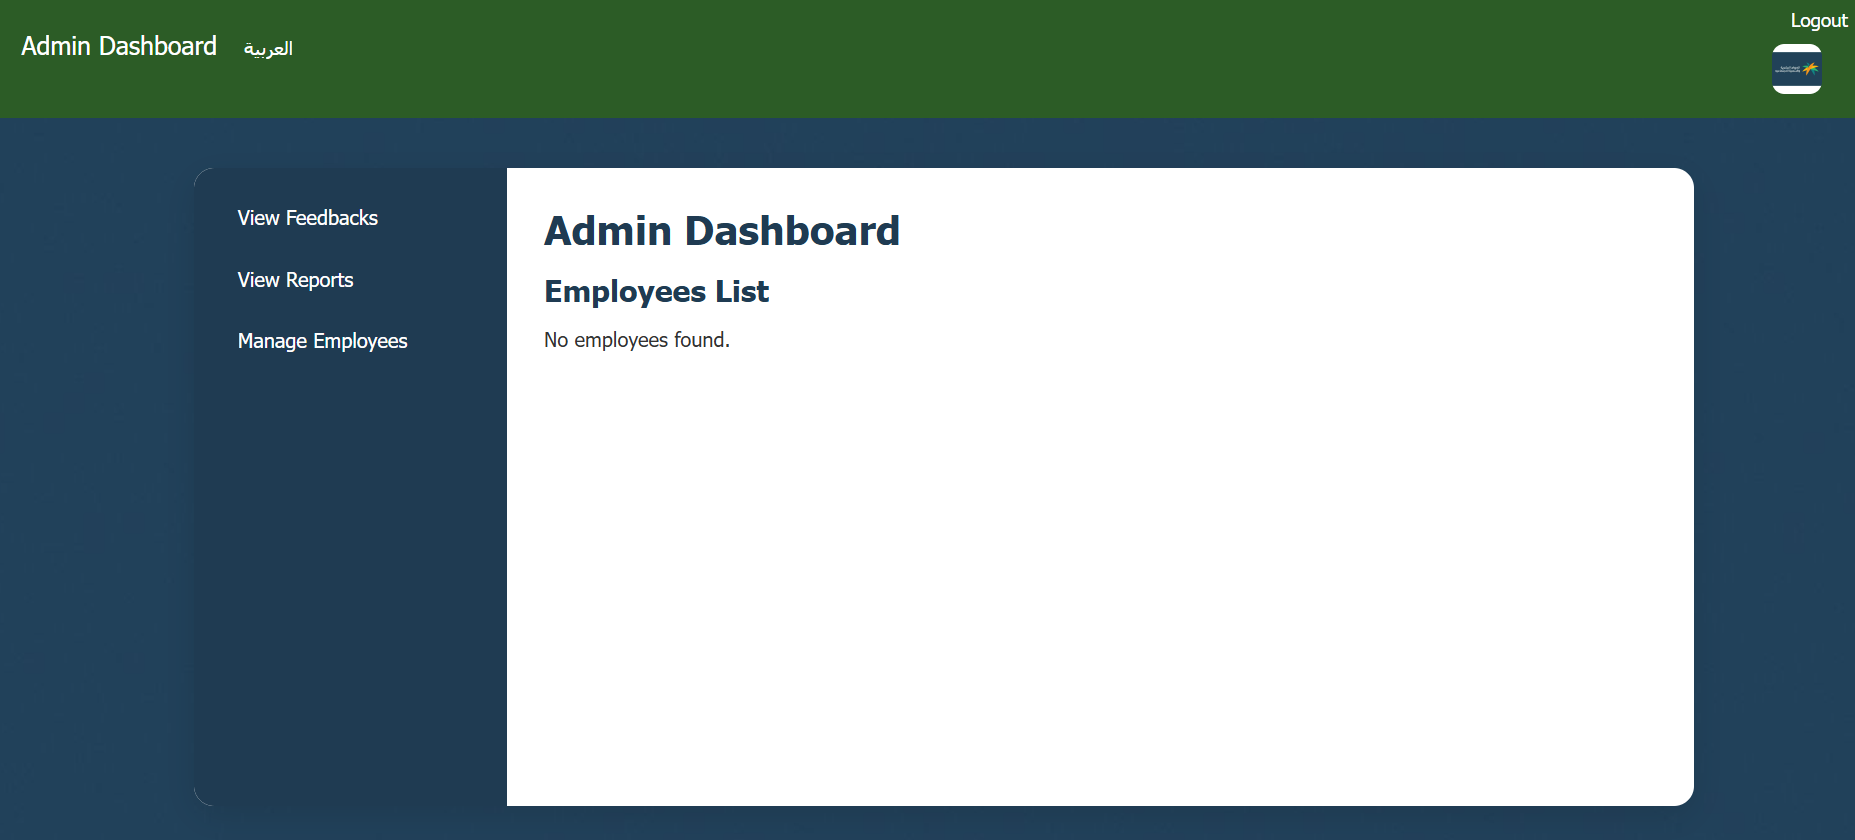 Admin Dashboard العربية
Logout
View Feedbacks
View Reports
Manage Employees
Admin Dashboard
Employees List
No employees found.